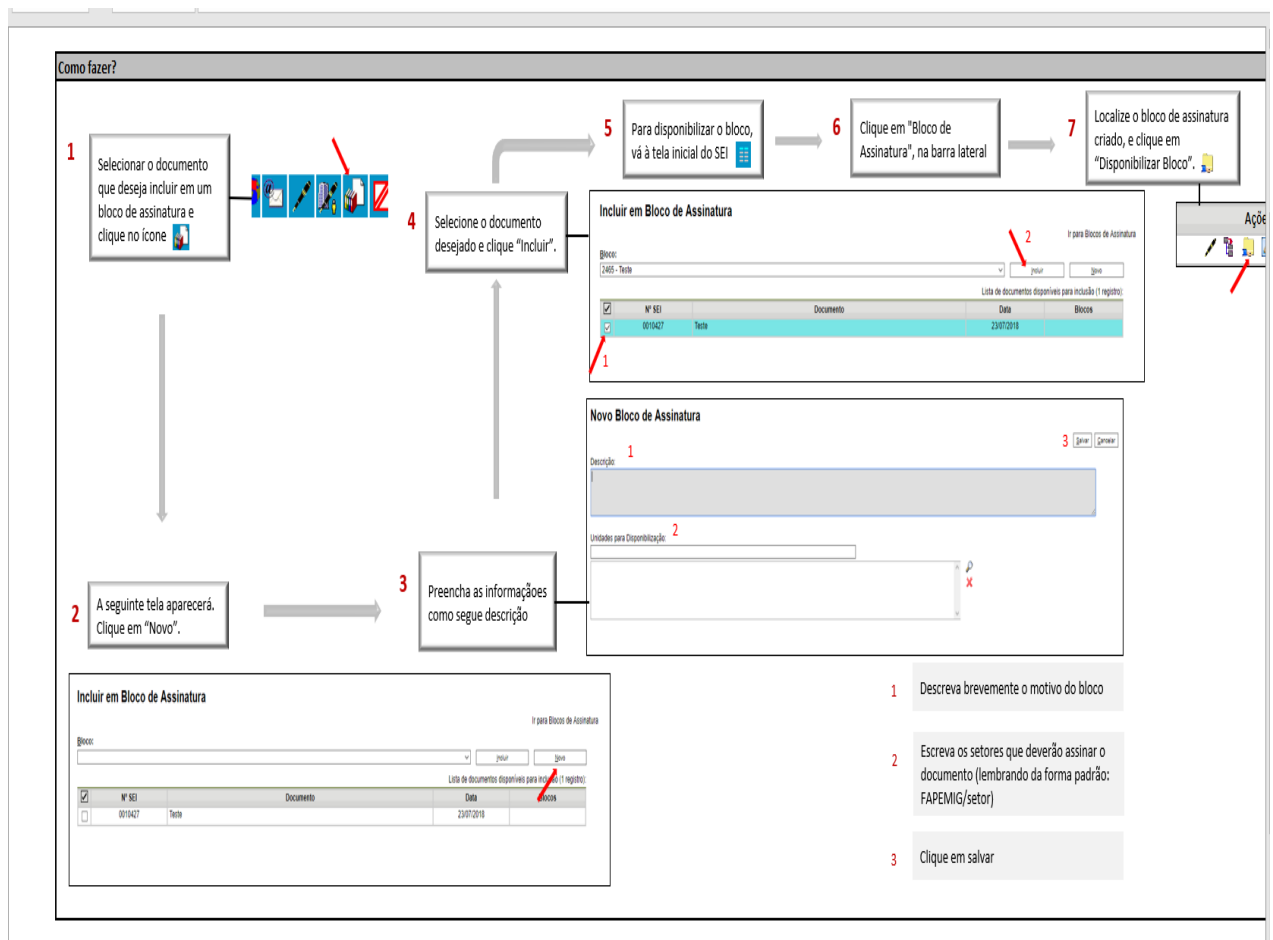 Como fazer?
1
Selecionar o documento
que deseja incluir em um
bloco de assinatura e
clique no ícone
2
A seguinte tela aparecerá.
Clique em “Novo”.
Incluir em Bloco de Assinatura
Ir para Blocos de Assinatura
Bloco:
Incluir
Novo
Lista de documentos disponíveis para inclusão (1 registro):
Nº SEI Documento Data Blocos
0010427 Teste 23/07/2018
3
Preencha as informaçãoes
como segue descrição
Novo Bloco de Assinatura
3 Salvar Cancelar
Descrição: 1
Unidades para Disponibilização: 2
1 Descreva brevemente o motivo do bloco
2 Escreva os setores que deverão assinar o
documento (lembrando da forma padrão:
FAPEMIG/setor)
3 Clique em salvar
4
Selecione o documento
desejado e clique “Incluir”.
Incluir em Bloco de Assinatura
Ir para Blocos de Assinatura
2
Bloco:
2465 - Teste
Incluir
Novo
Lista de documentos disponíveis para inclusão (1 registro):
Nº SEI Documento Data Blocos
0010427 Teste 23/07/2018
1
5
Para disponibilizar o bloco,
vá à tela inicial do SEI
6
Clique em "Bloco de
Assinatura", na barra lateral
7
Localize o bloco de assinatura
criado, e clique em
“Disponibilizar Bloco”.
Açõe